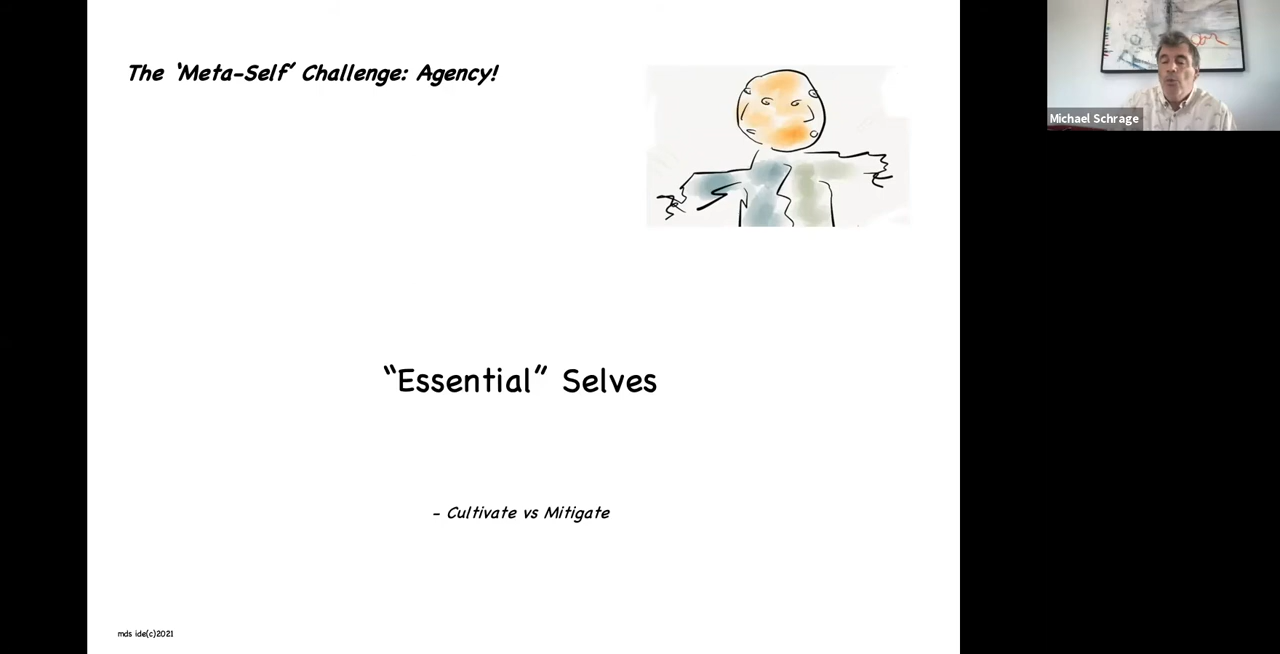 The ‘Meta-Self’ Challenge: Agency!
Michael Schrage
“Essential” Selves
- Cultivate vs Mitigate
mds ide(c)2021